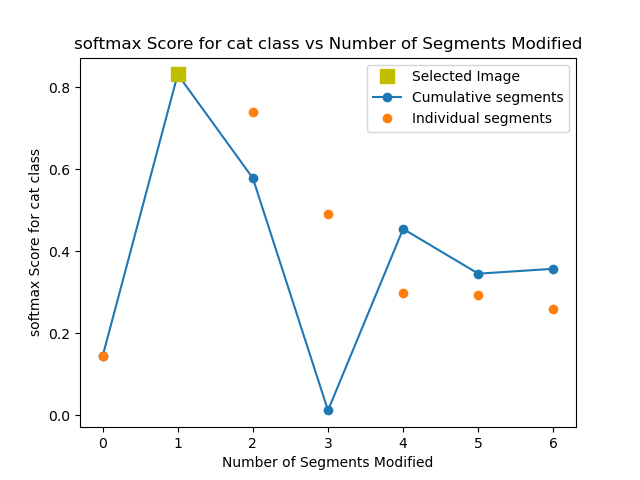 softmax Score for cat class vs Number of Segments Modified
Selected Image
Cumulative segments
Individual segments
softmax Score for cat class
0.8
0.6
0.4
0.2
0.0
0 1 2 3 4 5 6
Number of Segments Modified